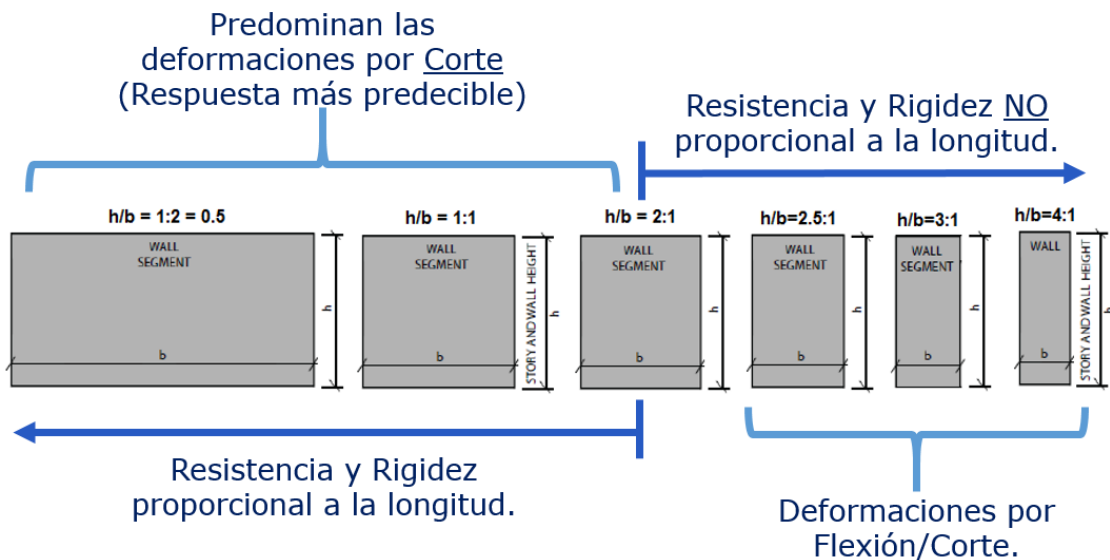 Predominan las
deformaciones por Corte
(Respuesta más predecible)
Resistencia y Rigidez NO
proporcional a la longitud.
h/b = 1:2 = 0.5
WALL
SEGMENT
b
h
h/b = 1:1
WALL
SEGMENT
b
STORY AND WALL HEIGHT
h
h/b = 2:1
WALL
SEGMENT
b
h
h/b=2.5:1
WALL
SEGMENT
b
h
h/b=3:1
WALL
SEGMENT
b
h
h/b=4:1
WALL
b
STORY AND WALL HEIGHT
h
Resistencia y Rigidez
proporcional a la longitud.
Deformaciones por
Flexión/Corte.